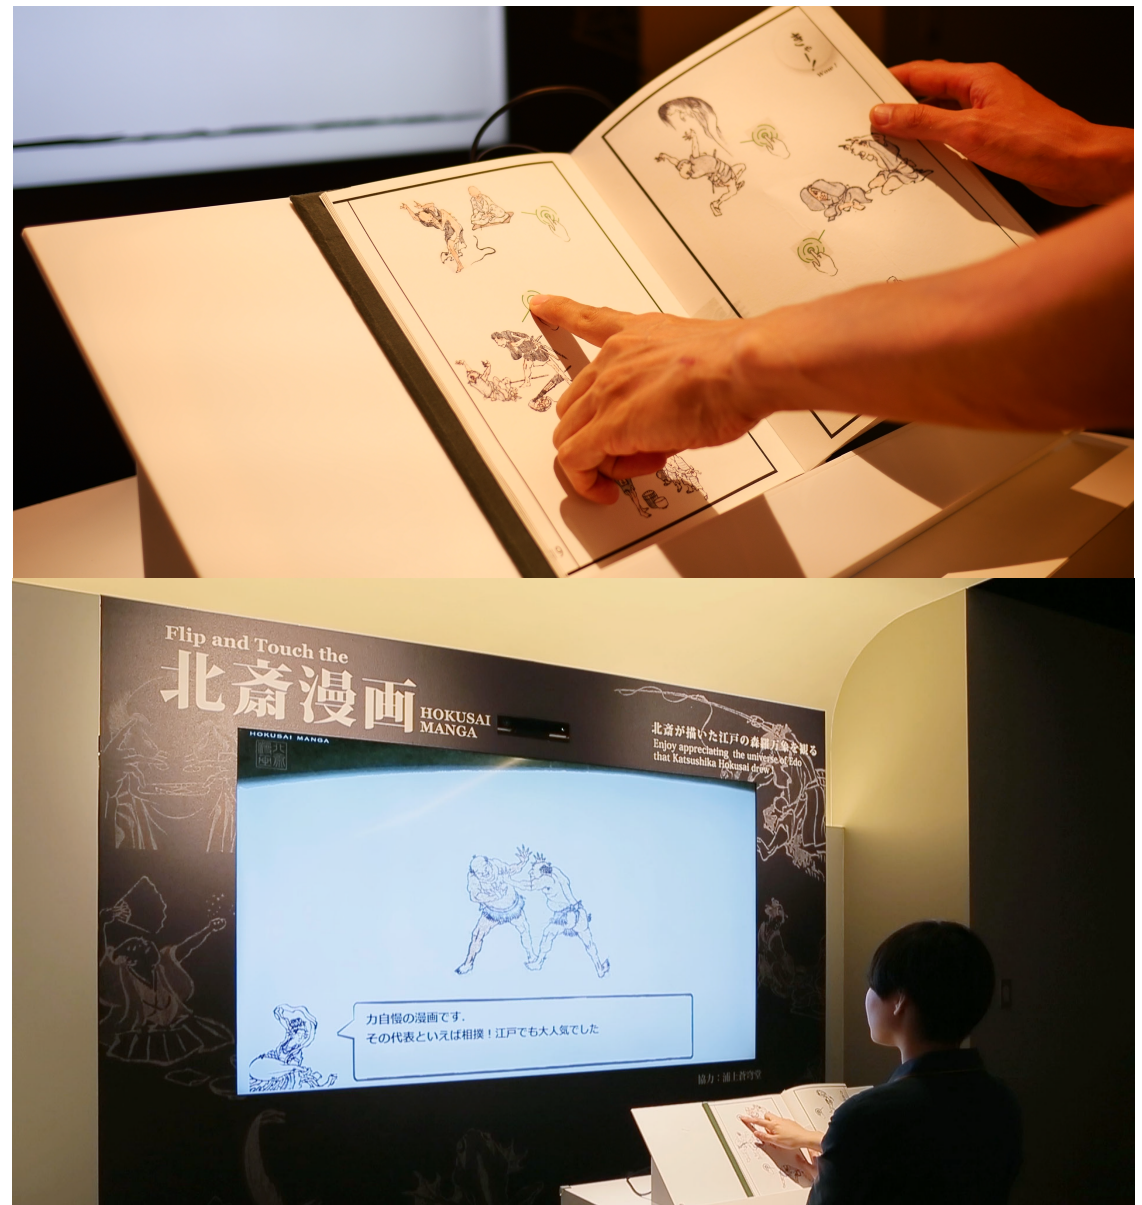 Flip and Touch the
北斎漫画
HOKUSAI
MANGA
北斎が描いた江戸の森羅万象を観る
Enjoy appreciating the universe of Edo
that Katsushika Hokusai drew
HOKUSAI MANGA
力自慢の漫画です.
その代表といえば相撲！江戸でも大人気でした
協力：浦上蒼穹堂